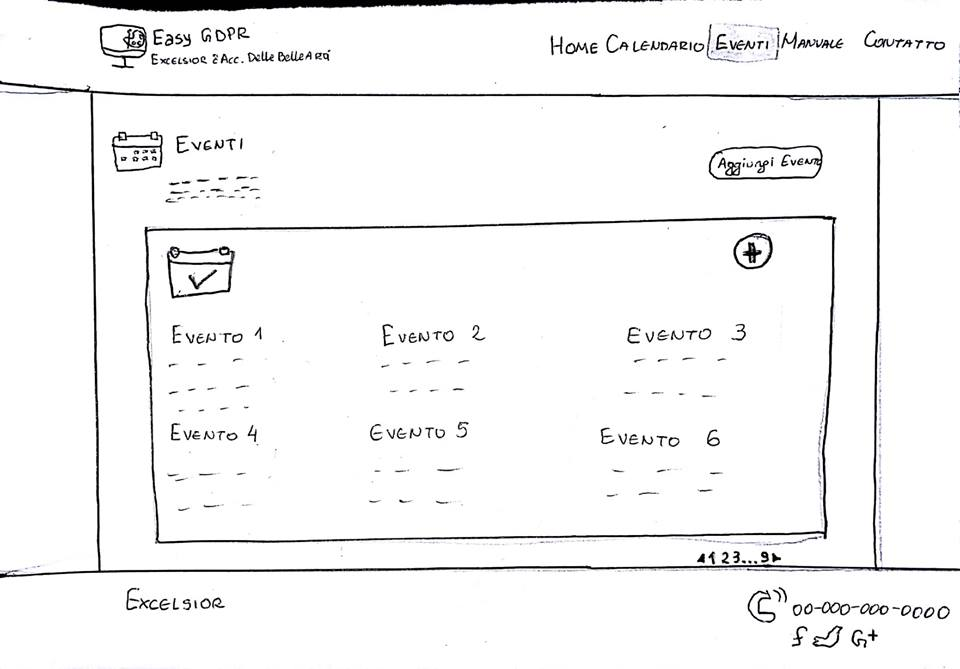 Easy GDPR
EXCELSIOR È Acc. Delle Belle Arti
HOME CALENDARIO EVENTI MANUALE CONTATTO
EVENTI
Aggiungi EVENTO
EVENTO 1 EVENTO 2 EVENTO 3
EVENTO 4 EVENTO 5 EVENTO 6
1 2 3 ... 9
EXCELSIOR
00-000-000-0000
f G+